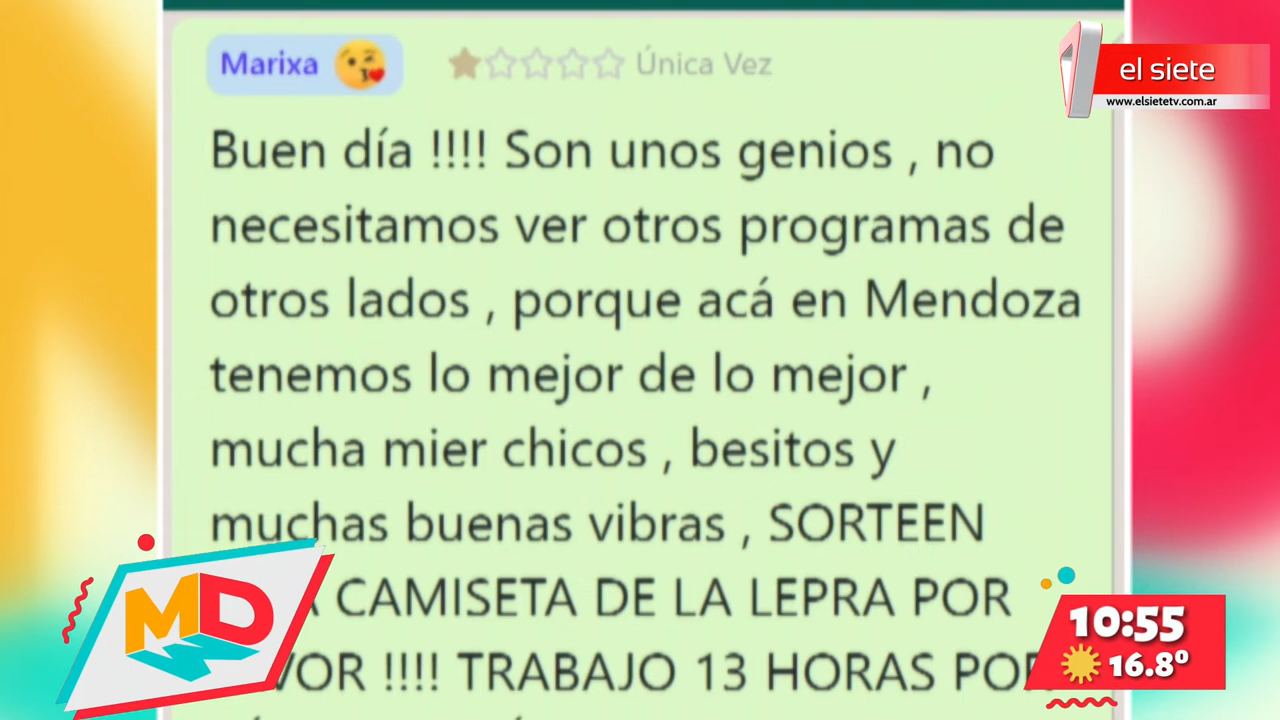 Marixa Única Vez
el siete
www.elsietetv.com.ar
Buen día !!!! Son unos genios , no
necesitamos ver otros programas de
otros lados , porque acá en Mendoza
tenemos lo mejor de lo mejor ,
mucha mier chicos , besitos y
muchas buenas vibras , SORTEEN
CAMISETA DE LA LEPRA POR
!!!! TRABAJO 13 HORAS POR
MD
10:55
16.8º